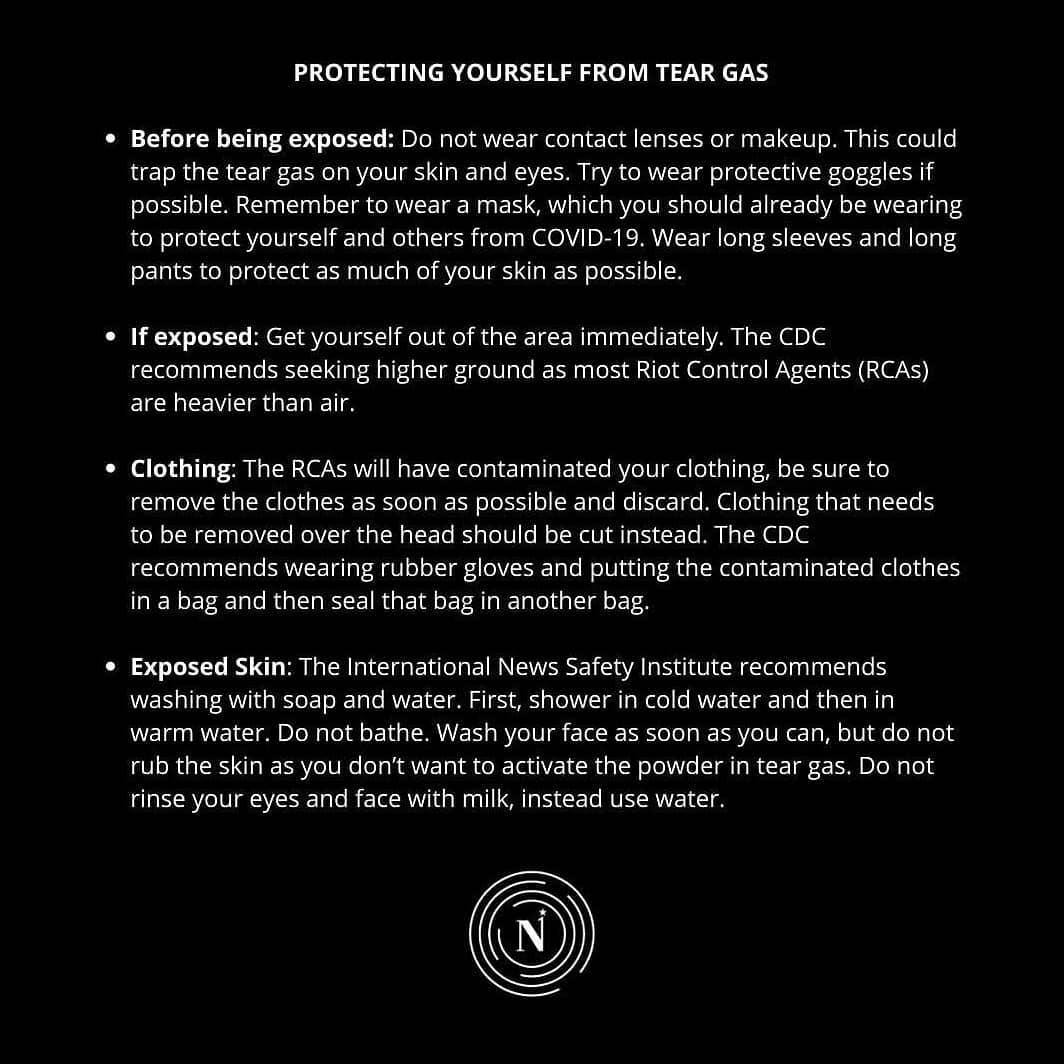 PROTECTING YOURSELF FROM TEAR GAS
• Before being exposed: Do not wear contact lenses or makeup. This could
trap the tear gas on your skin and eyes. Try to wear protective goggles if
possible. Remember to wear a mask, which you should already be wearing
to protect yourself and others from COVID-19. Wear long sleeves and long
pants to protect as much of your skin as possible.
• If exposed: Get yourself out of the area immediately. The CDC
recommends seeking higher ground as most Riot Control Agents (RCAs)
are heavier than air.
• Clothing: The RCAs will have contaminated your clothing, be sure to
remove the clothes as soon as possible and discard. Clothing that needs
to be removed over the head should be cut instead. The CDC
recommends wearing rubber gloves and putting the contaminated clothes
in a bag and then seal that bag in another bag.
• Exposed Skin: The International News Safety Institute recommends
washing with soap and water. First, shower in cold water and then in
warm water. Do not bathe. Wash your face as soon as you can, but do not
rub the skin as you don’t want to activate the powder in tear gas. Do not
rinse your eyes and face with milk, instead use water.
N